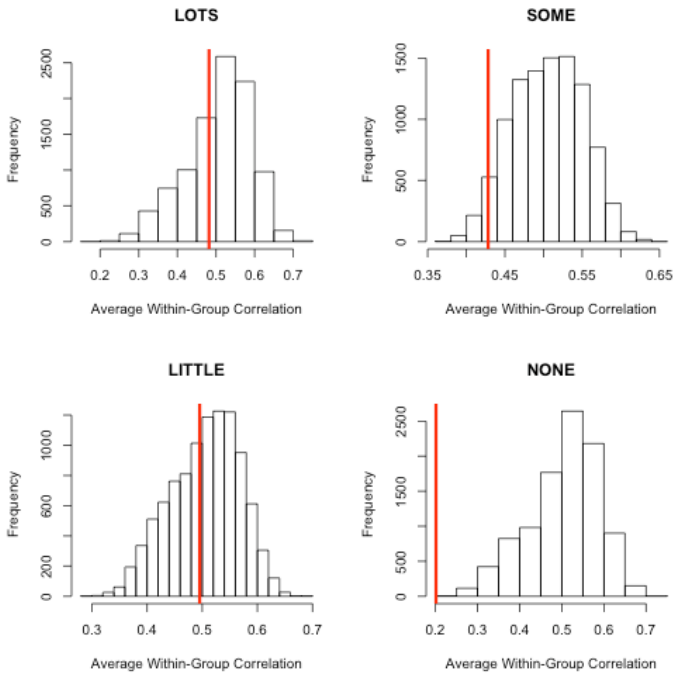 LOTS
Frequency
2500
1500
500
0
0.2 0.3 0.4 0.5 0.6 0.7
Average Within-Group Correlation
SOME
Frequency
1500
1000
500
0
0.35 0.45 0.55 0.65
Average Within-Group Correlation
LITTLE
Frequency
1000
600
200
0
0.3 0.4 0.5 0.6 0.7
Average Within-Group Correlation
NONE
Frequency
2500
1500
500
0
0.2 0.3 0.4 0.5 0.6 0.7
Average Within-Group Correlation